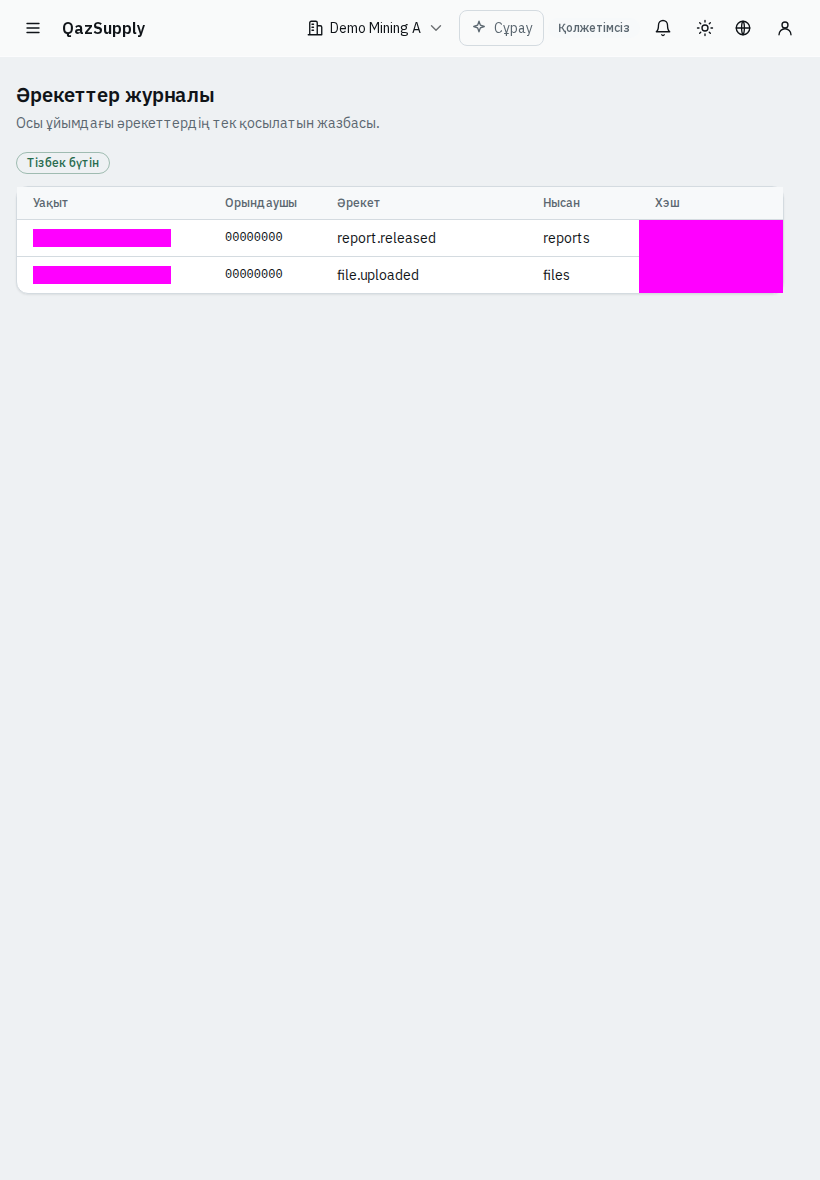 QazSupply Demo Mining A Сұрау Қолжетімсіз
Әрекеттер журналы
Осы ұйымдағы әрекеттердің тек қосылатын жазбасы.
Тізбек бүтін
Уақыт Орындаушы Әрекет Нысан Хэш
00000000 report.released reports
00000000 file.uploaded files